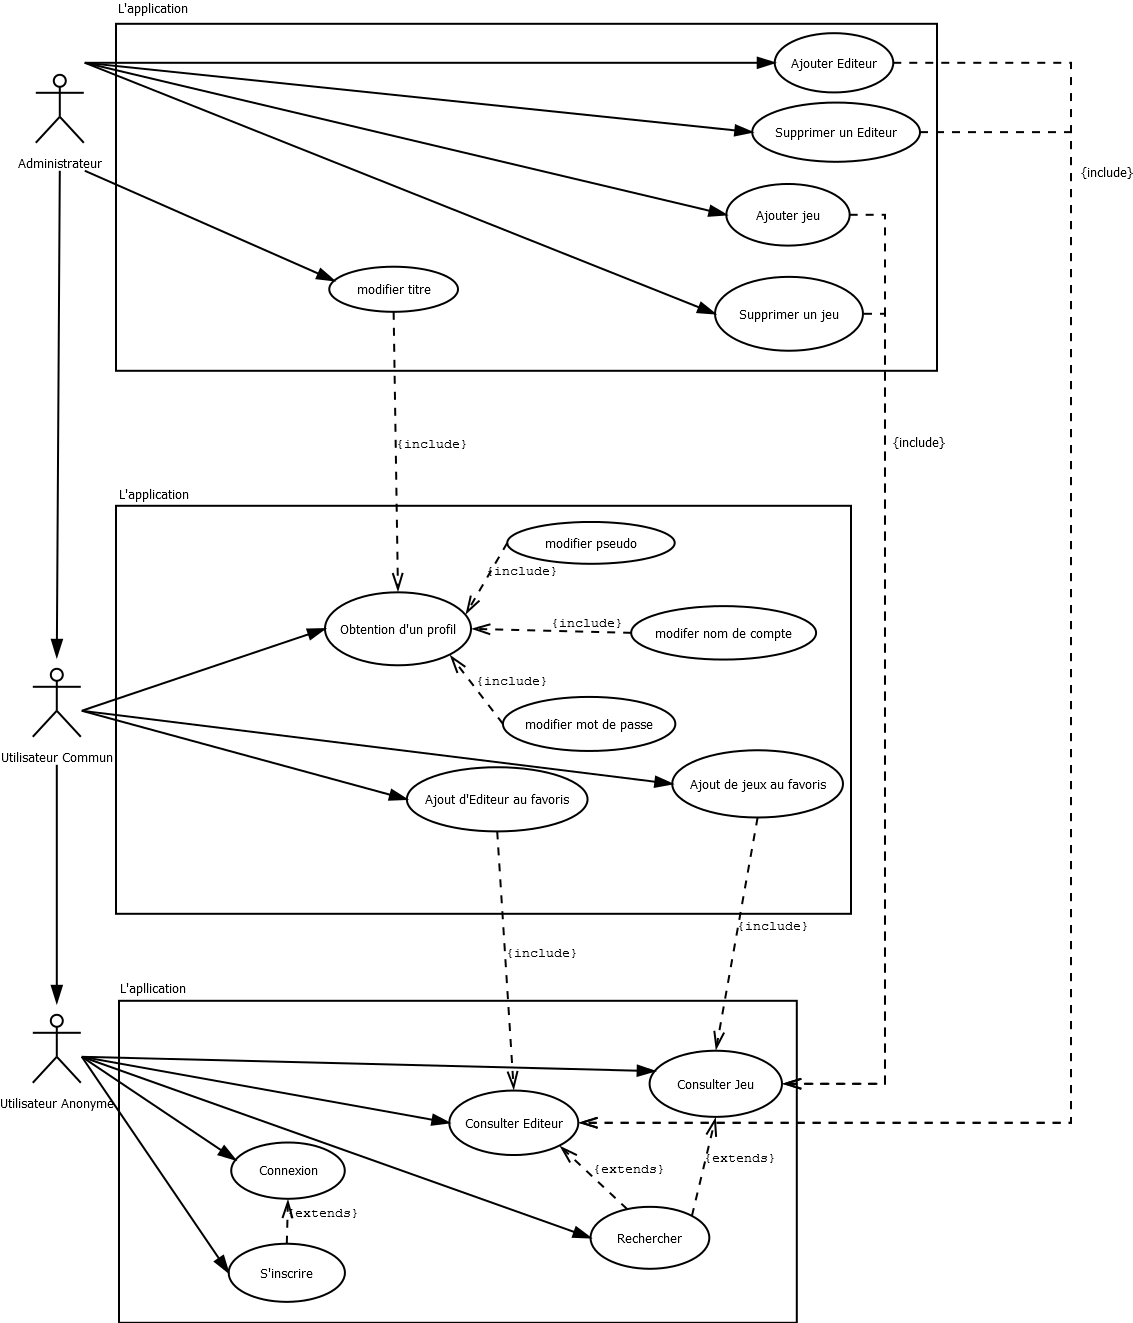 L'application
Ajouter Editeur
Supprimer un Editeur
Administrateur
{include}
Ajouter jeu
modifier titre
Supprimer un jeu
{include}
{include}
L'application
modifier pseudo
{include}
Obtention d'un profil
{include}
modifer nom de compte
{include}
modifier mot de passe
Utilisateur Commun
Ajout d'Editeur au favoris
Ajout de jeux au favoris
{include}
{include}
L'apllication
Consulter Jeu
Utilisateur Anonyme
Consulter Editeur
{extends}
{extends}
Connexion
{extends}
Rechercher
S'inscrire